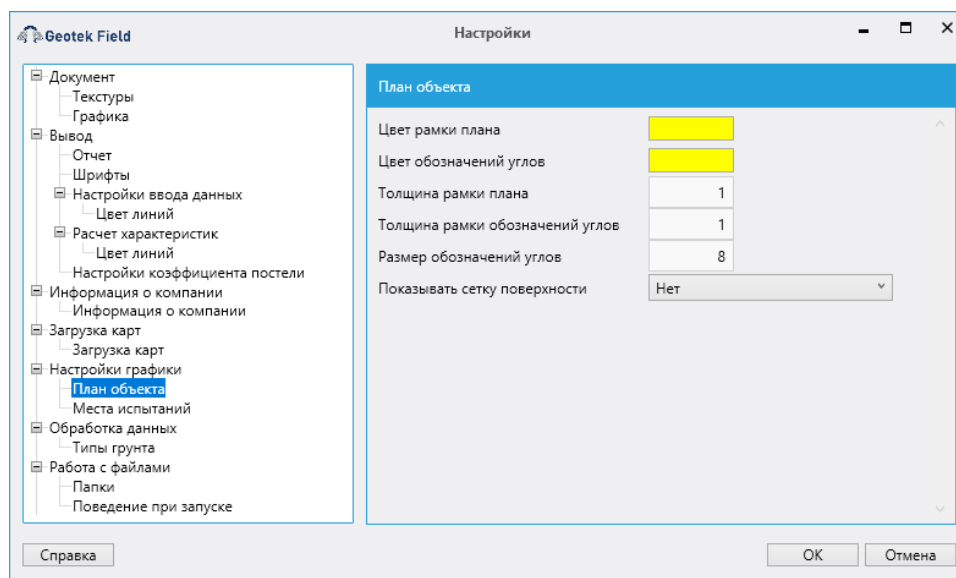 Geotek Field
Настройки
Документ
Текстуры
Графика
Вывод
Отчет
Шрифты
Настройки ввода данных
Цвет линий
Расчет характеристик
Цвет линий
Настройки коэффициента постели
Информация о компании
Информация о компании
Загрузка карт
Загрузка карт
Настройки графики
План объекта
Места испытаний
Обработка данных
Типы грунта
Работа с файлами
Папки
Поведение при запуске
План объекта
Цвет рамки плана
Цвет обозначений углов
Толщина рамки плана 1
Толщина рамки обозначений углов 1
Размер обозначений углов 8
Показывать сетку поверхности Нет
Справка
OK
Отмена